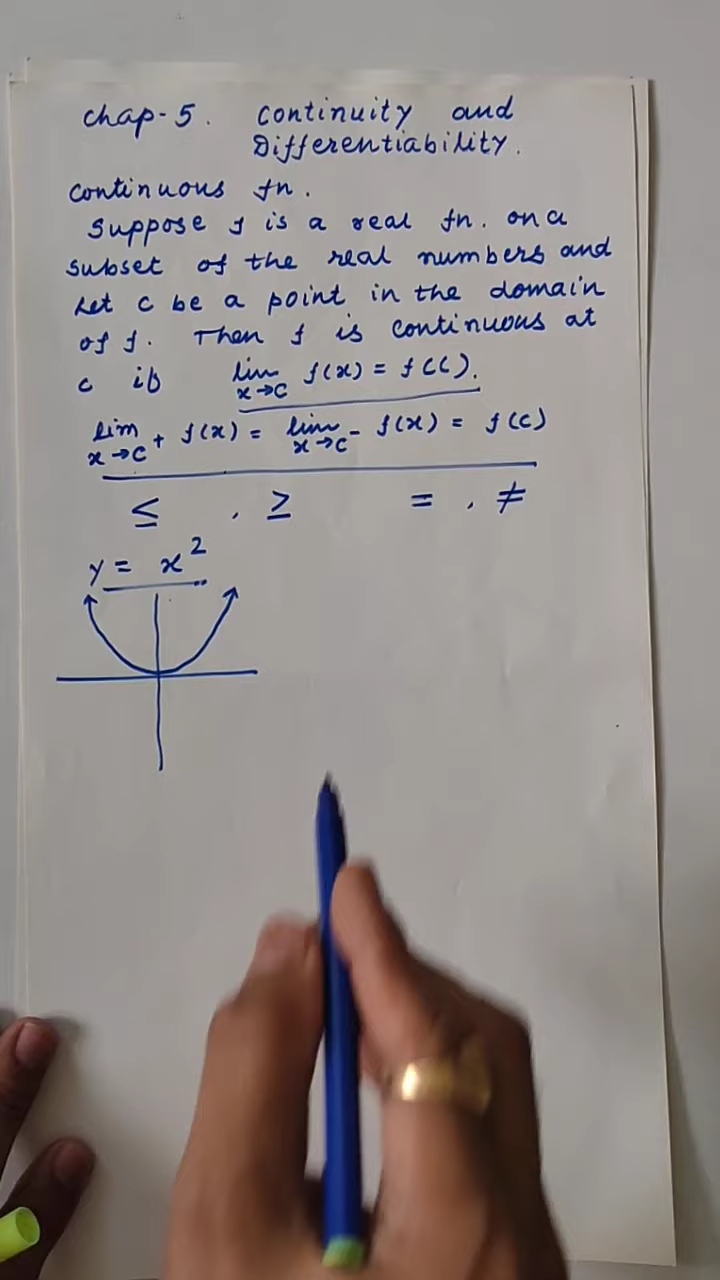 Chap-5. Continuity and
Differentiability.
Continuous fn.
Suppose f is a real fn. on a
subset of the real numbers and
Let c be a point in the domain
of f. Then f is continuous at
c if lim x→c f(x) = f(c).
lim x→c+ f(x) = lim x→c- f(x) = f(c)
≤ , ≥ = , ≠
y = x²